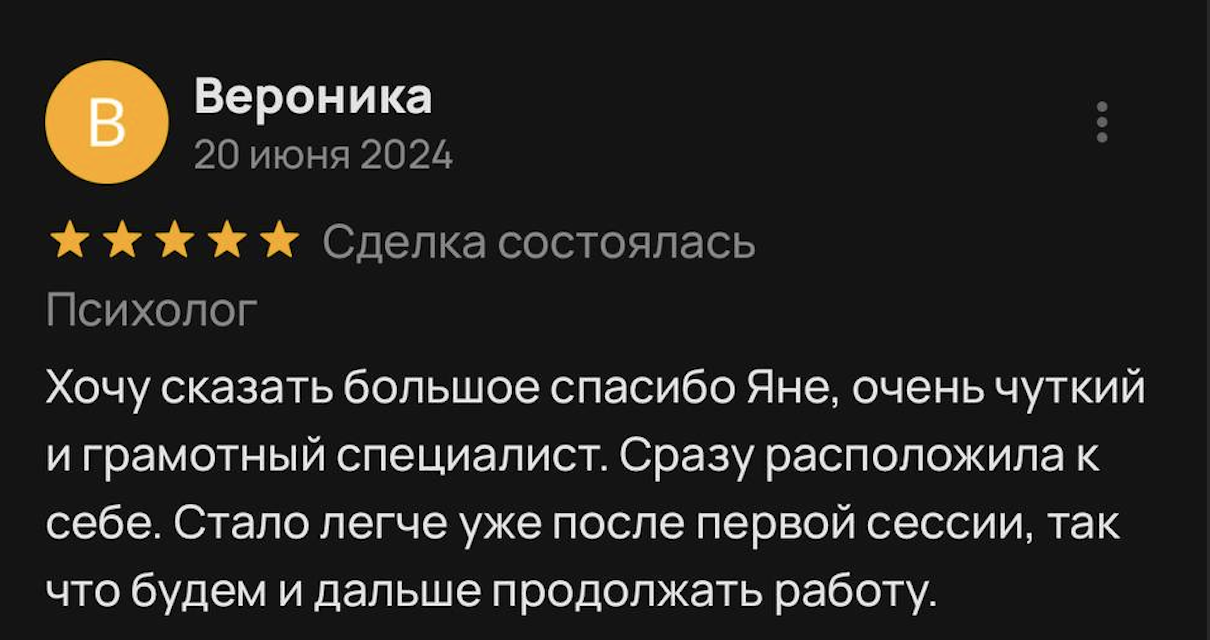 В
Вероника
20 июня 2024
Сделка состоялась
Психолог
Хочу сказать большое спасибо Яне, очень чуткий
и грамотный специалист. Сразу расположила к
себе. Стало легче уже после первой сессии, так
что будем и дальше продолжать работу.